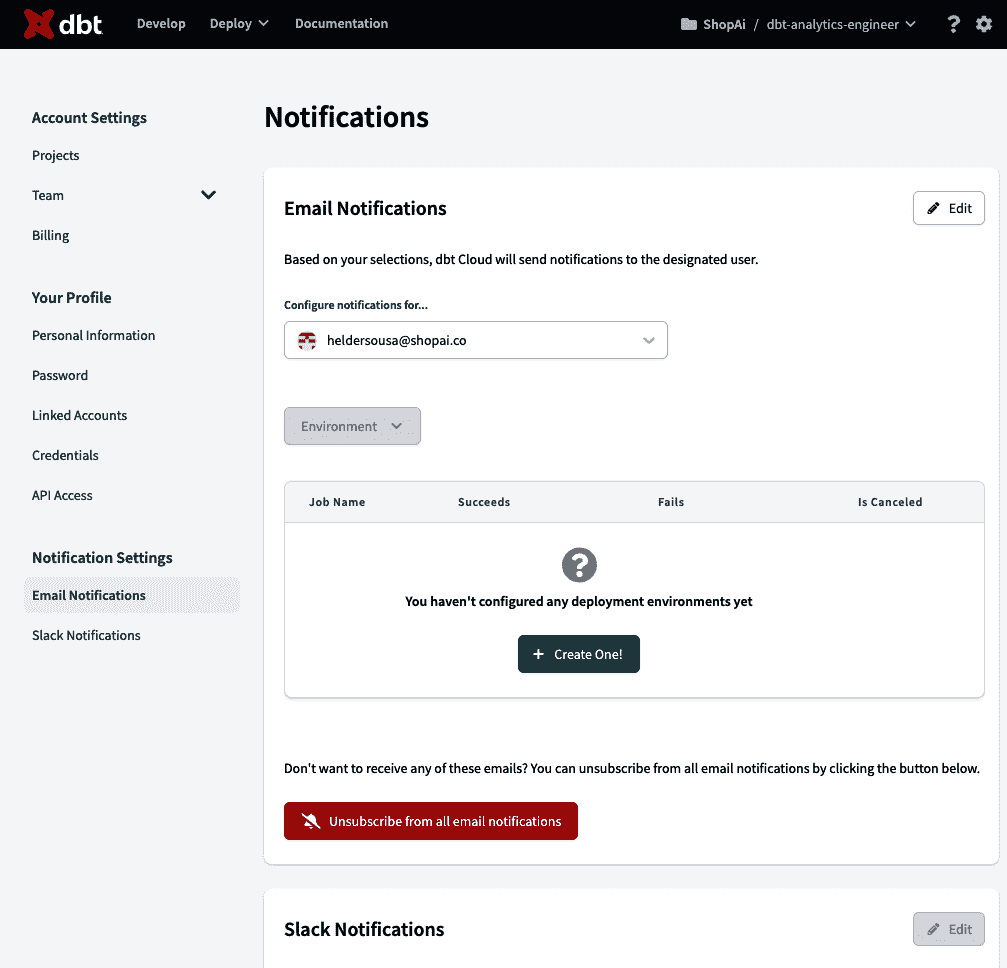 dbt Develop Deploy Documentation ShopAi / dbt-analytics-engineer ?
Account Settings
Projects
Team
Billing
Your Profile
Personal Information
Password
Linked Accounts
Credentials
API Access
Notification Settings
Email Notifications
Slack Notifications
Notifications
Email Notifications Edit
Based on your selections, dbt Cloud will send notifications to the designated user.
Configure notifications for...
heldersousa@shopai.co
Environment
Job Name Succeeds Fails Is Canceled
?
You haven't configured any deployment environments yet
+ Create One!
Don't want to receive any of these emails? You can unsubscribe from all email notifications by clicking the button below.
Unsubscribe from all email notifications
Slack Notifications Edit